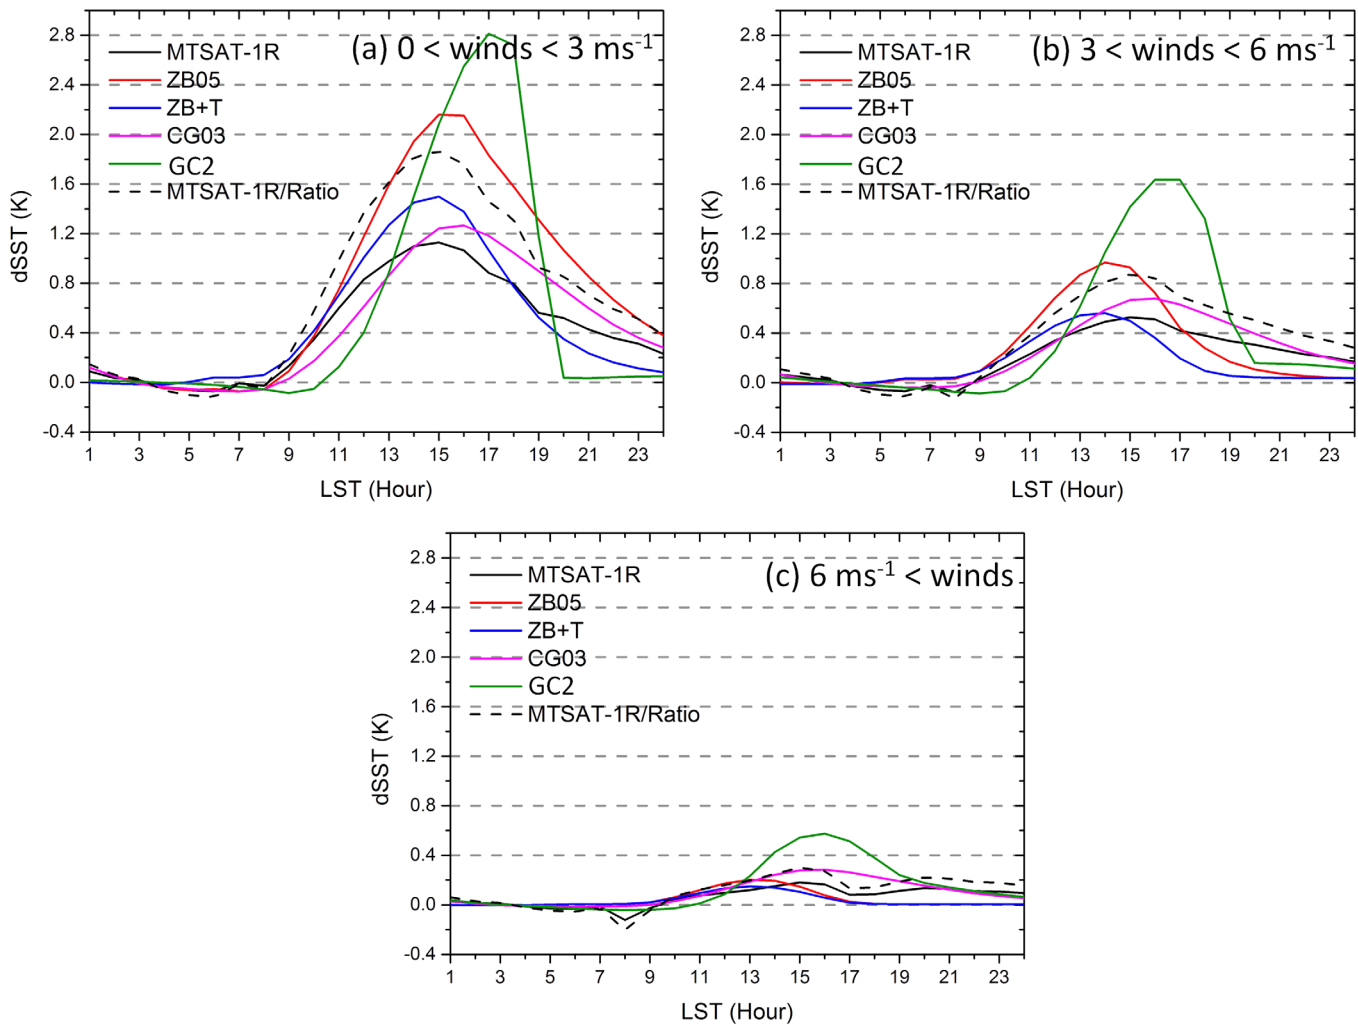 (a) 0 < winds < 3 ms-1
MTSAT-1R
ZB05
ZB+T
CG03
GC2
MTSAT-1R/Ratio
2.8
2.4
2.0
1.6
1.2
0.8
0.4
0.0
-0.4
dSST (K)
1 3 5 7 9 11 13 15 17 19 21 23
LST (Hour)
(b) 3 < winds < 6 ms-1
MTSAT-1R
ZB05
ZB+T
CG03
GC2
MTSAT-1R/Ratio
2.8
2.4
2.0
1.6
1.2
0.8
0.4
0.0
-0.4
dSST (K)
1 3 5 7 9 11 13 15 17 19 21 23
LST (Hour)
(c) 6 ms-1 < winds
MTSAT-1R
ZB05
ZB+T
CG03
GC2
MTSAT-1R/Ratio
2.8
2.4
2.0
1.6
1.2
0.8
0.4
0.0
-0.4
dSST (K)
1 3 5 7 9 11 13 15 17 19 21 23
LST (Hour)